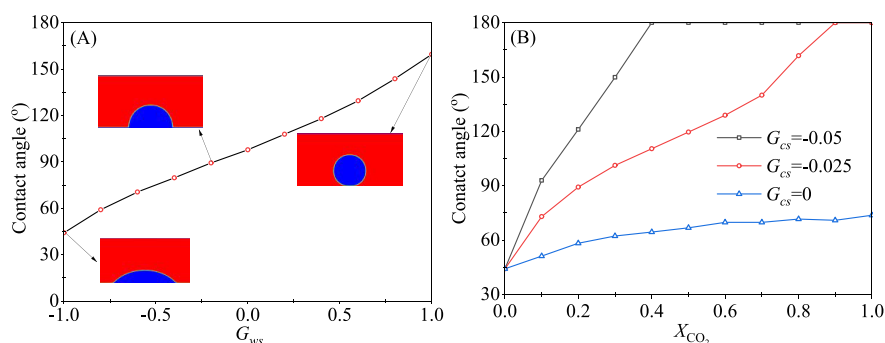 (A)
Contact angle (°)
180
150
120
90
60
30
0
-1.0
-0.5
0.0
0.5
1.0
G_ws
(B)
Conatct angle (°)
180
150
120
90
60
30
G_cs=-0.05
G_cs=-0.025
G_cs=0
0.0
0.2
0.4
0.6
0.8
1.0
X_CO₂